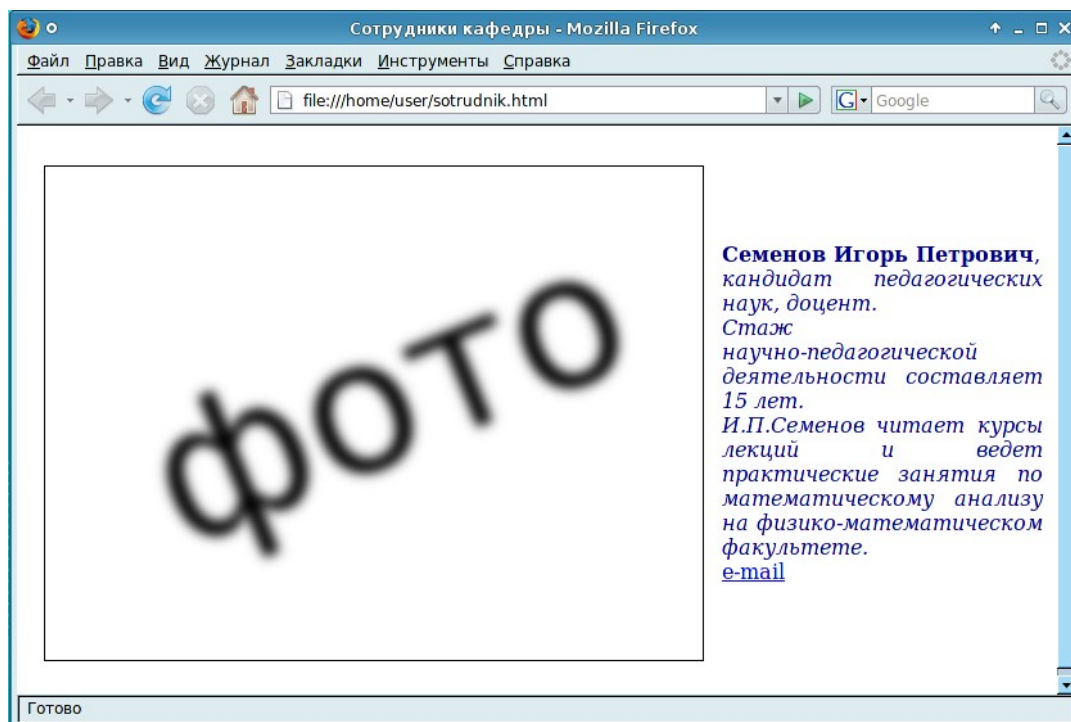 Сотрудники кафедры - Mozilla Firefox
Файл Правка Вид Журнал Закладки Инструменты Справка
file:///home/user/sotrudnik.html
G Google
фото
Семенов Игорь Петрович,
кандидат педагогических
наук, доцент.
Стаж
научно-педагогической
деятельности составляет
15 лет.
И.П.Семенов читает курсы
лекций и ведет
практические занятия по
математическому анализу
на физико-математическом
факультете.
e-mail
Готово